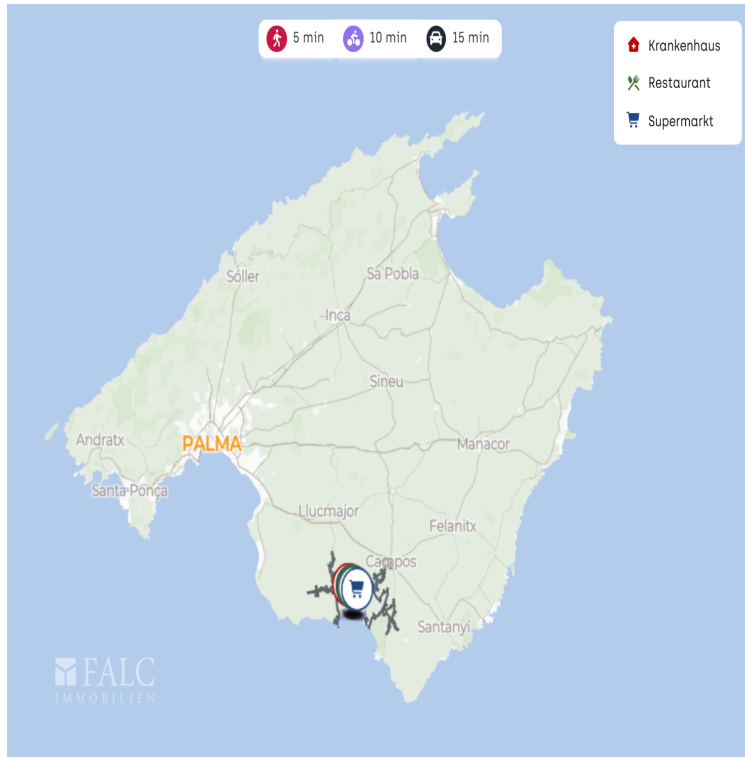 5 min 10 min 15 min
Krankenhaus
Restaurant
Supermarkt
Sóller
Sa Pobla
Inca
Sineu
Andratx
PALMA
Manacor
Santa Ponça
Llucmajor
Felanitx
Campos
Santanyí
FALC
IMMOBILIEN